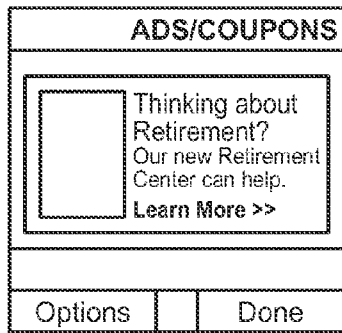 ADS/COUPONS
Thinking about
Retirement?
Our new Retirement
Center can help.
Learn More >>
Options Done